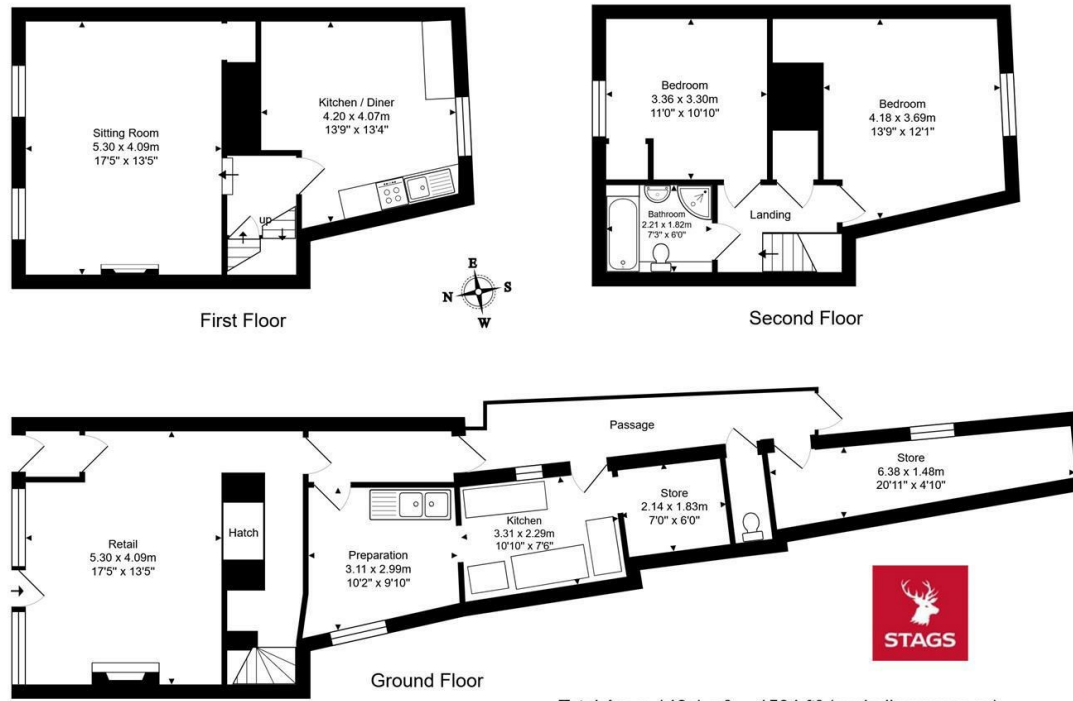 Sitting Room
5.30 x 4.09m
17'5" x 13'5"
Kitchen / Diner
4.20 x 4.07m
13'9" x 13'4"
up
First Floor
E
N
S
W
Bedroom
3.36 x 3.30m
11'0" x 10'10"
Bedroom
4.18 x 3.69m
13'9" x 12'1"
Bathroom
2.21 x 1.82m
7'3" x 6'0"
Landing
Second Floor
Retail
5.30 x 4.09m
17'5" x 13'5"
Hatch
Preparation
3.11 x 2.99m
10'2" x 9'10"
Kitchen
3.31 x 2.29m
10'10" x 7'6"
Store
2.14 x 1.83m
7'0" x 6'0"
Passage
Store
6.38 x 1.48m
20'11" x 4'10"
Ground Floor
STAGS